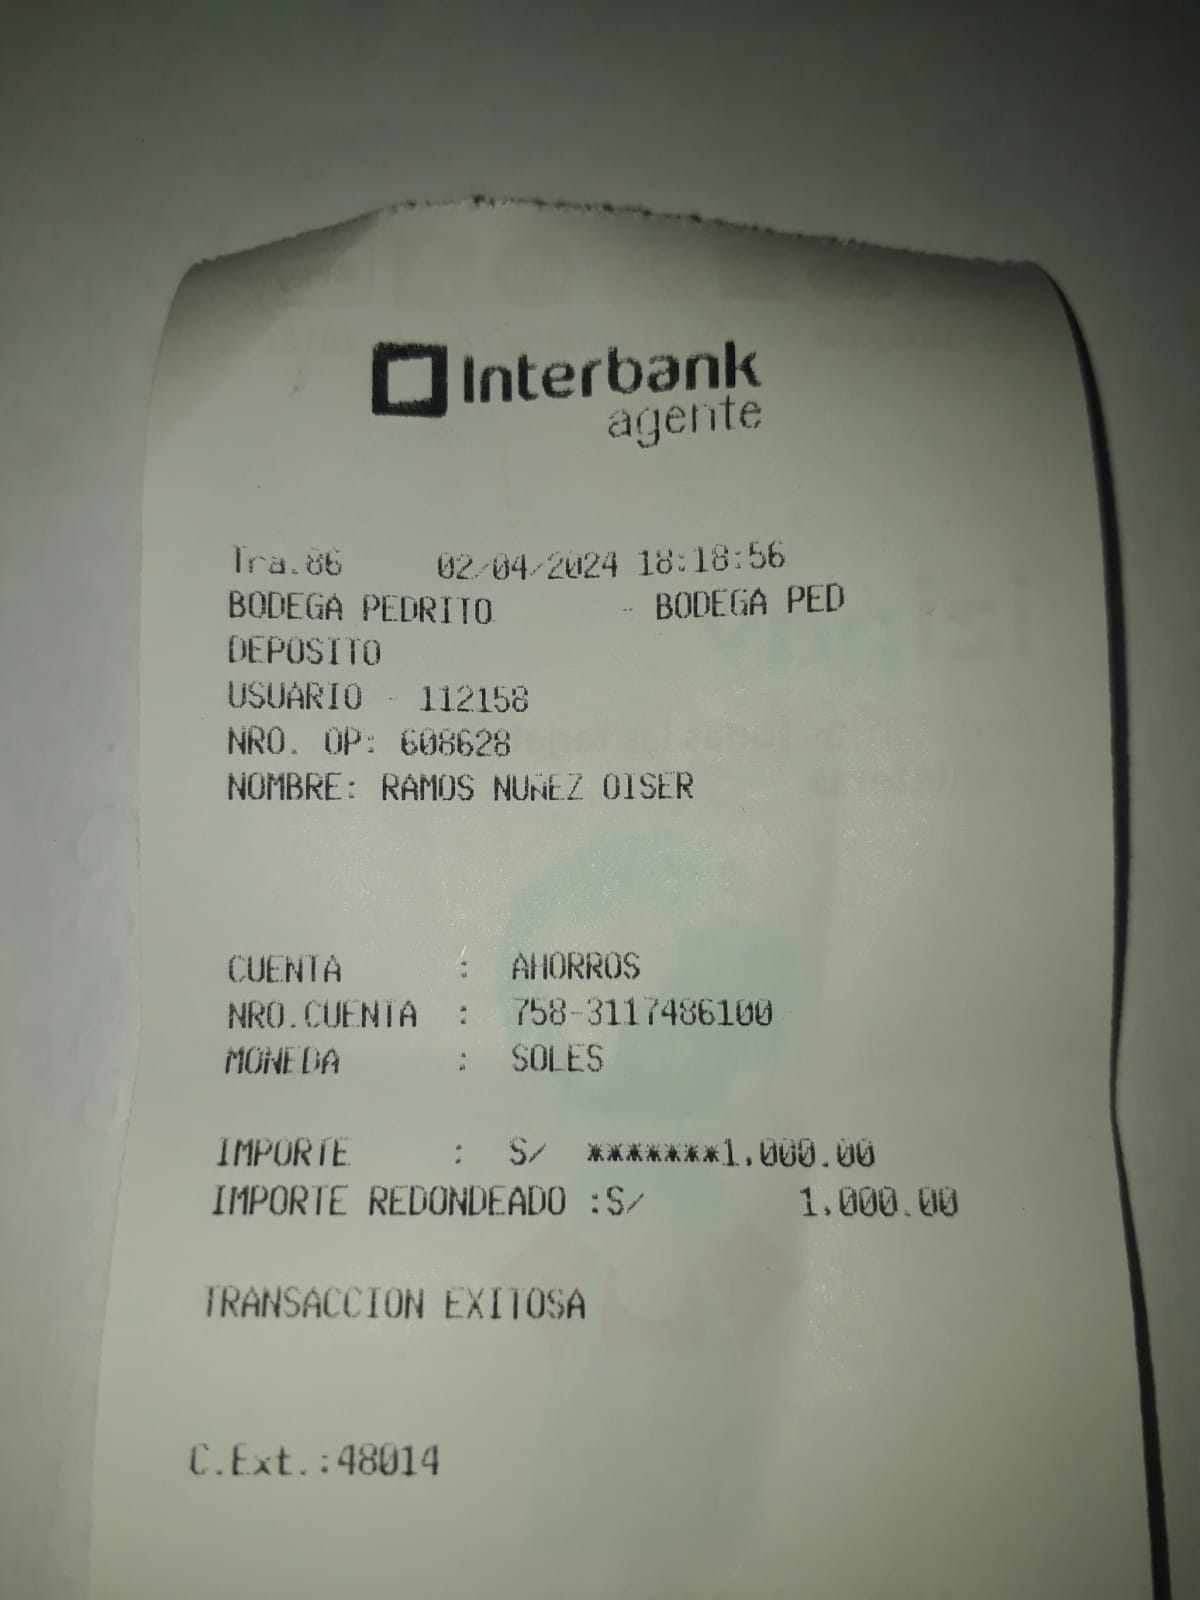 Interbank
agente
Tra.86 02/04/2024 18:18:56
BODEGA PEDRITO - BODEGA PED
DEPOSITO
USUARIO - 112158
NRO. OP: 608628
NOMBRE: RAMOS NUÑEZ OISER
CUENTA : AHORROS
NRO.CUENTA : 758-3117486100
MONEDA : SOLES
IMPORTE : S/ *******1,000.00
IMPORTE REDONDEADO :S/ 1,000.00
TRANSACCION EXITOSA
C.Ext.:48014